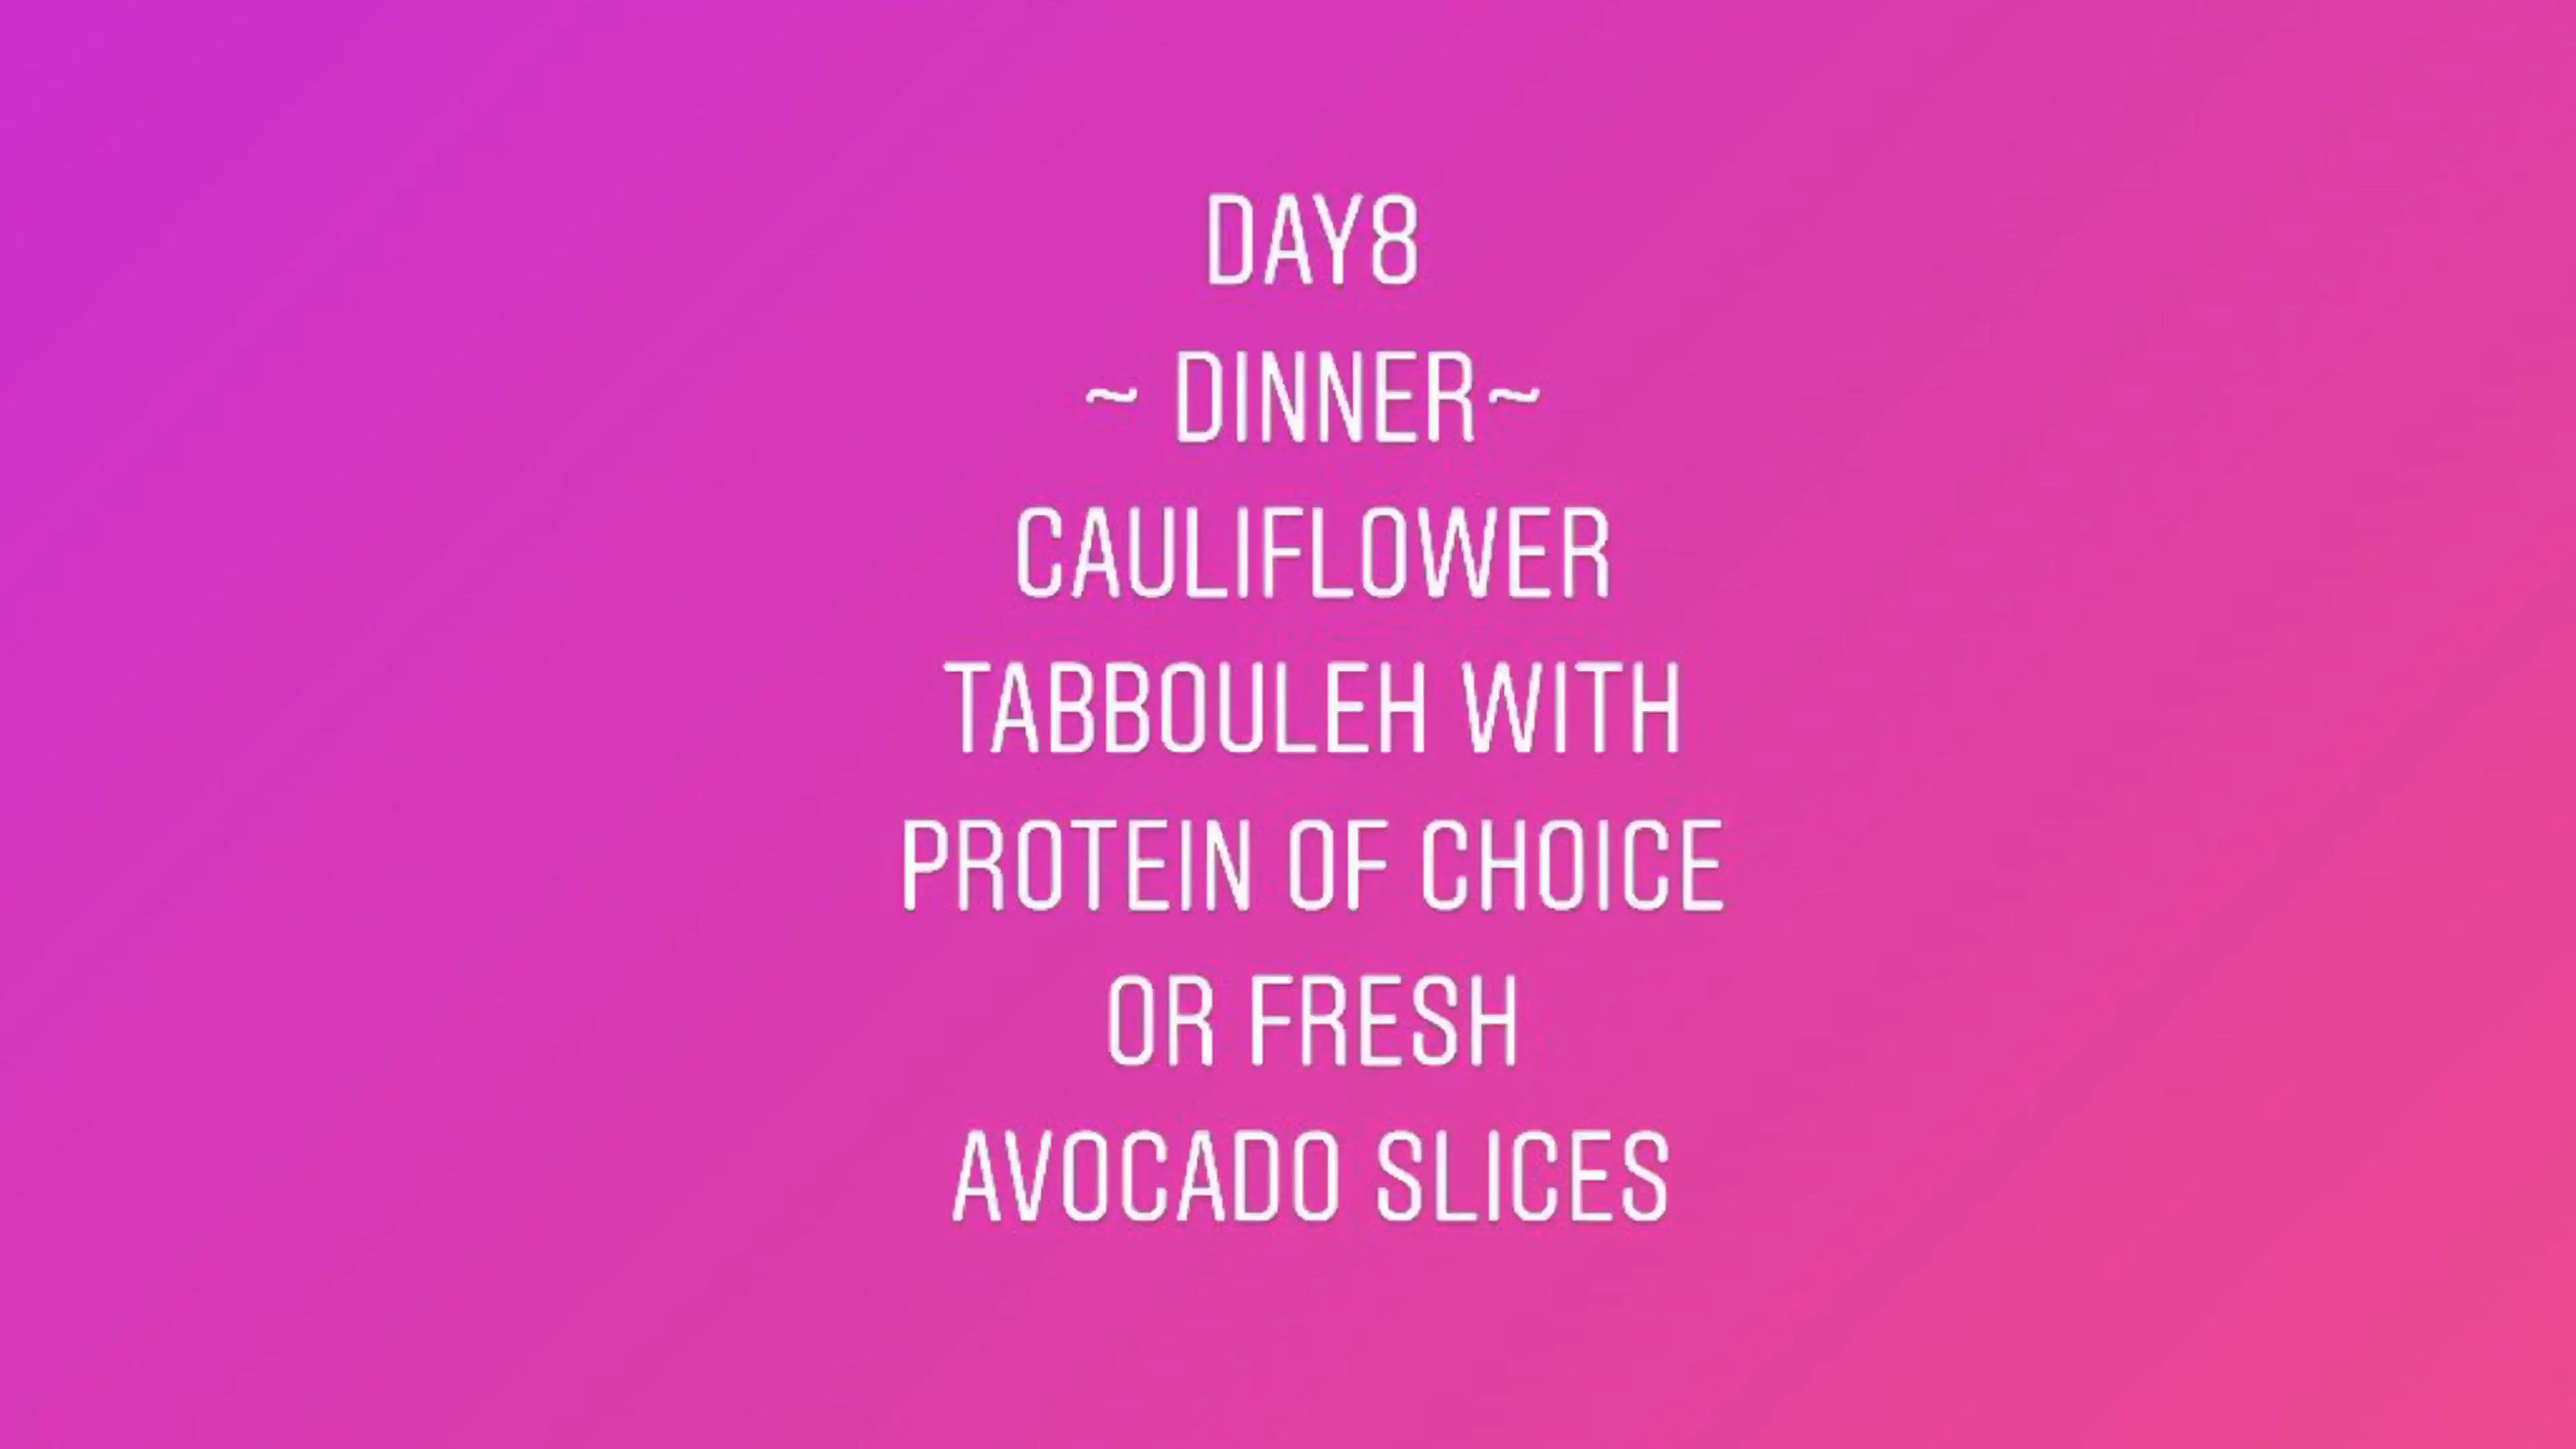 DAY8
~ DINNER~
CAULIFLOWER
TABBOULEH WITH
PROTEIN OF CHOICE
OR FRESH
AVOCADO SLICES